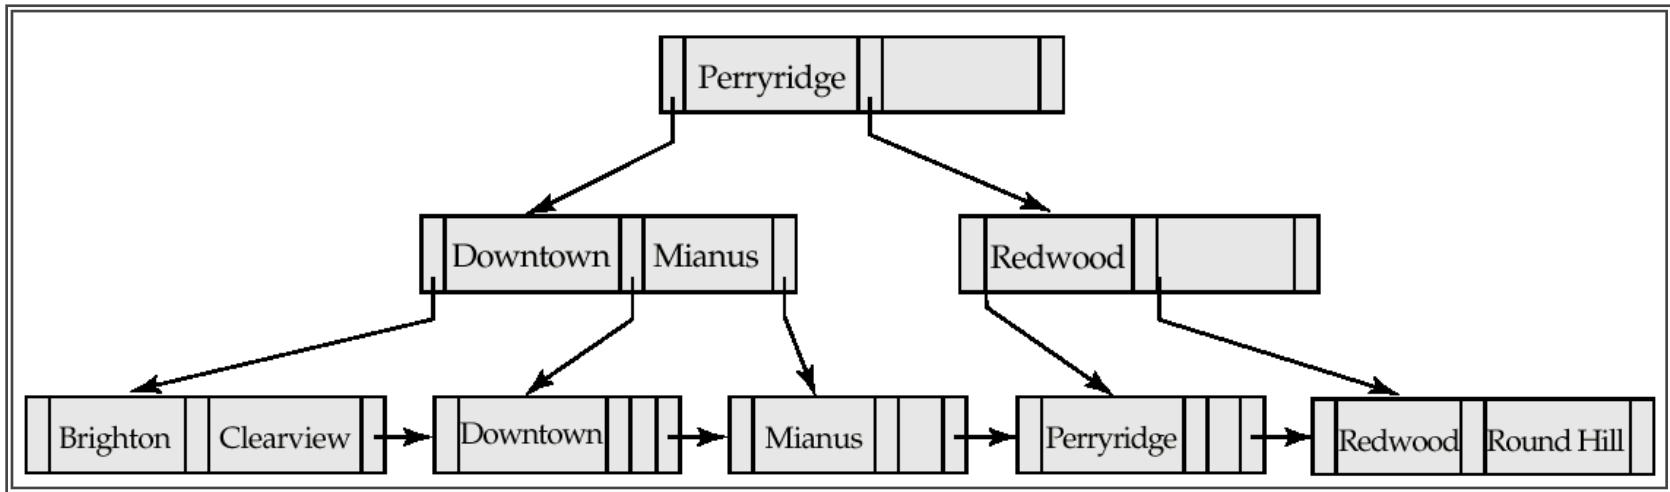 Perryridge
Downtown Mianus Redwood
Brighton Clearview Downtown Mianus Perryridge Redwood Round Hill